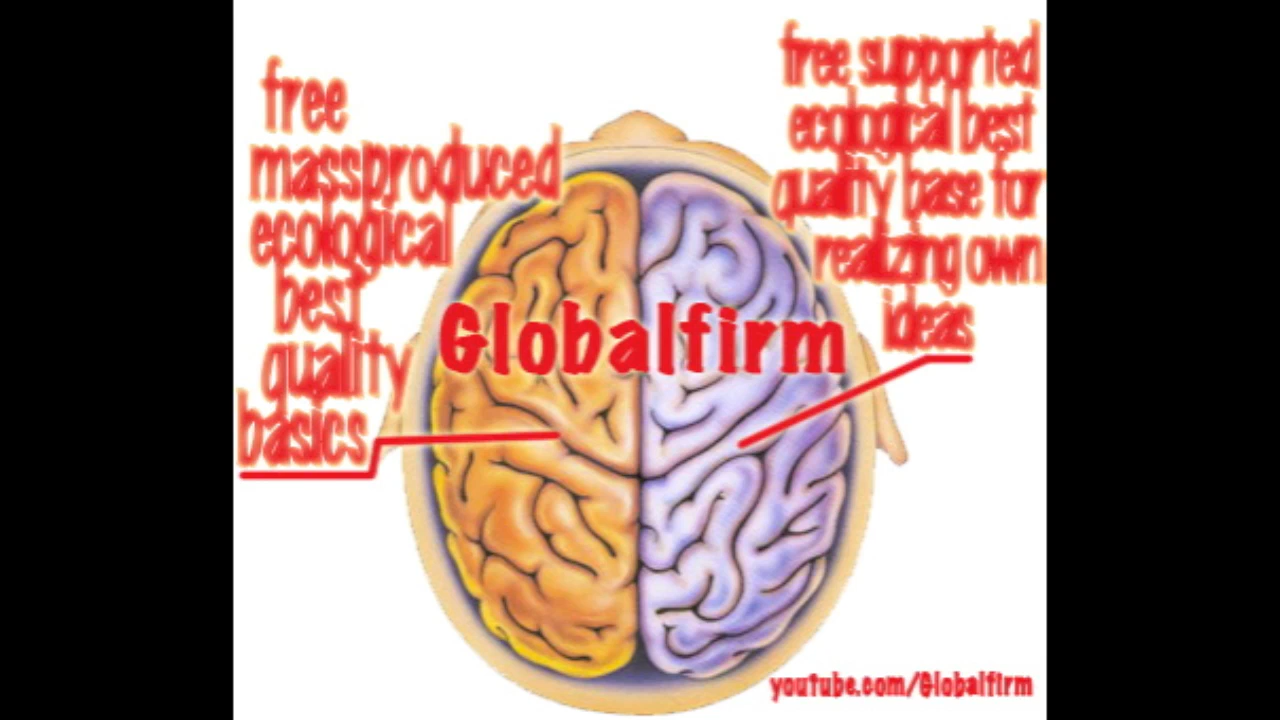 free
massproduced
ecological
best
quality
basics
free supported
ecological best
quality base for
realizing own
ideas
Globalfirm
youtube.com/Globalfirm